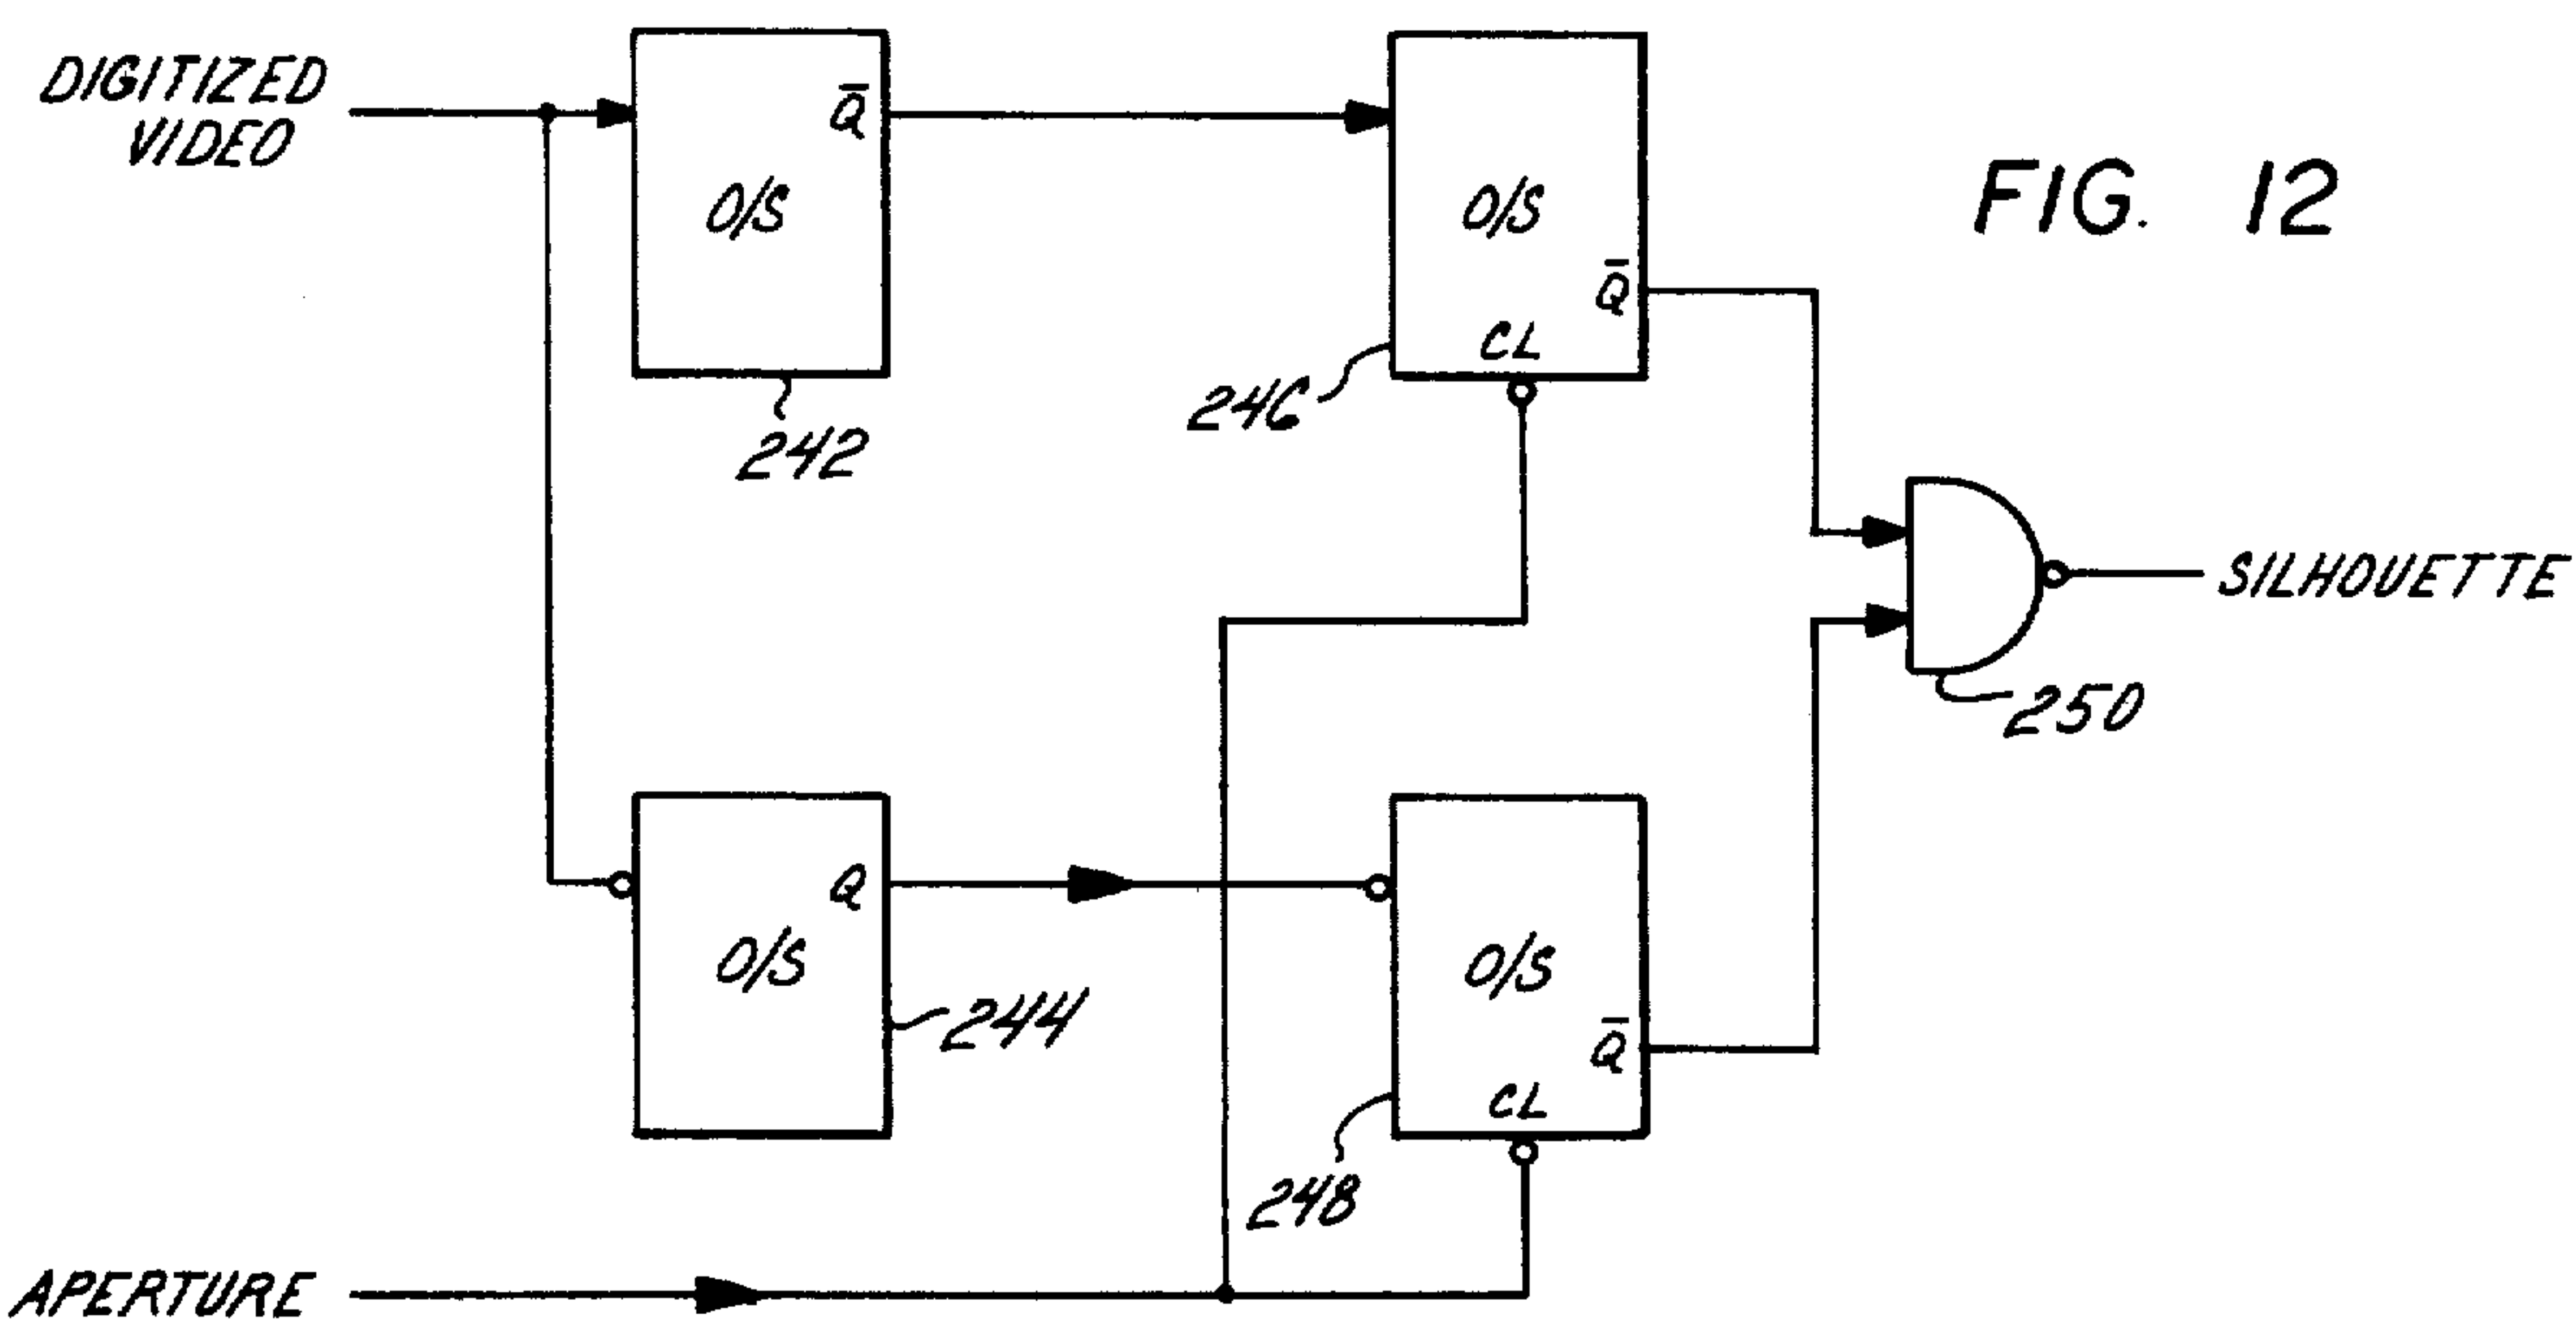 DIGITIZED
VIDEO
Q̅
O/S
242
O/S
Q̅
CL
246
FIG. 12
SILHOUETTE
250
Q
O/S
244
O/S
Q̅
CL
248
APERTURE